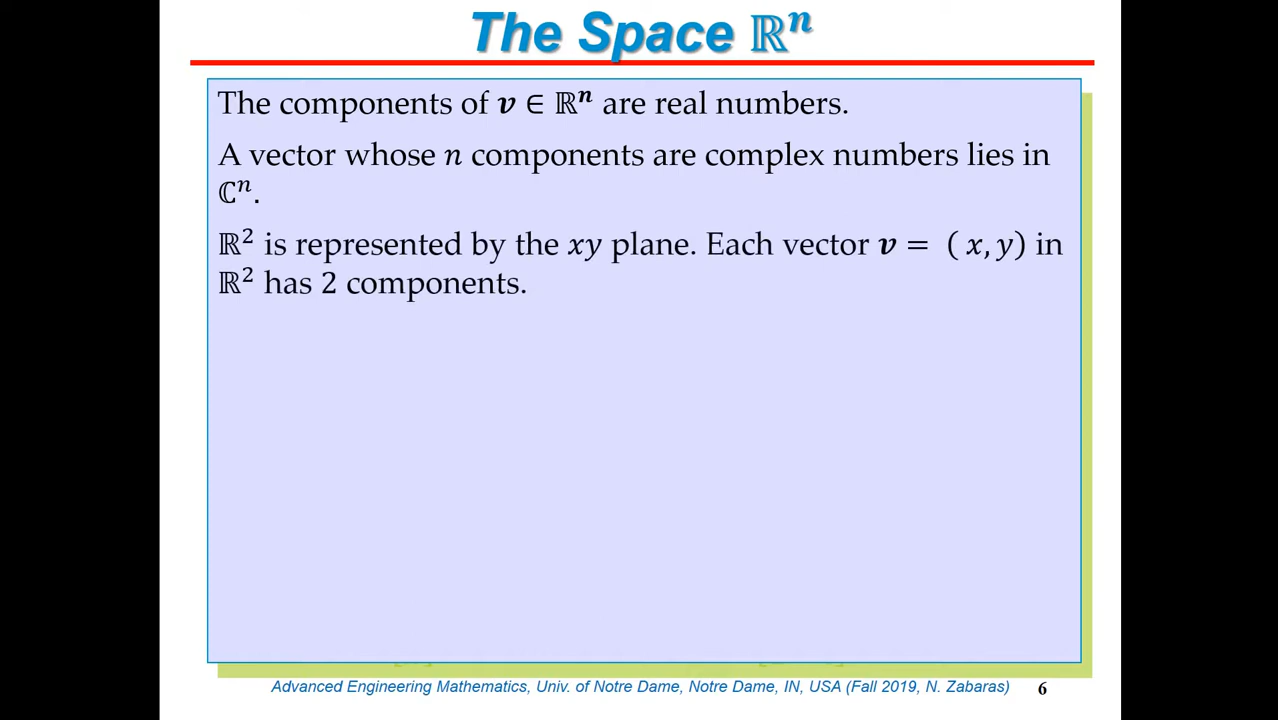 The Space ℝⁿ
The components of 𝒗 ∈ ℝⁿ are real numbers.
A vector whose 𝑛 components are complex numbers lies in
ℂⁿ.
ℝ² is represented by the 𝑥𝑦 plane. Each vector 𝒗 = ( 𝑥, 𝑦) in
ℝ² has 2 components.
Advanced Engineering Mathematics, Univ. of Notre Dame, Notre Dame, IN, USA (Fall 2019, N. Zabaras) 6